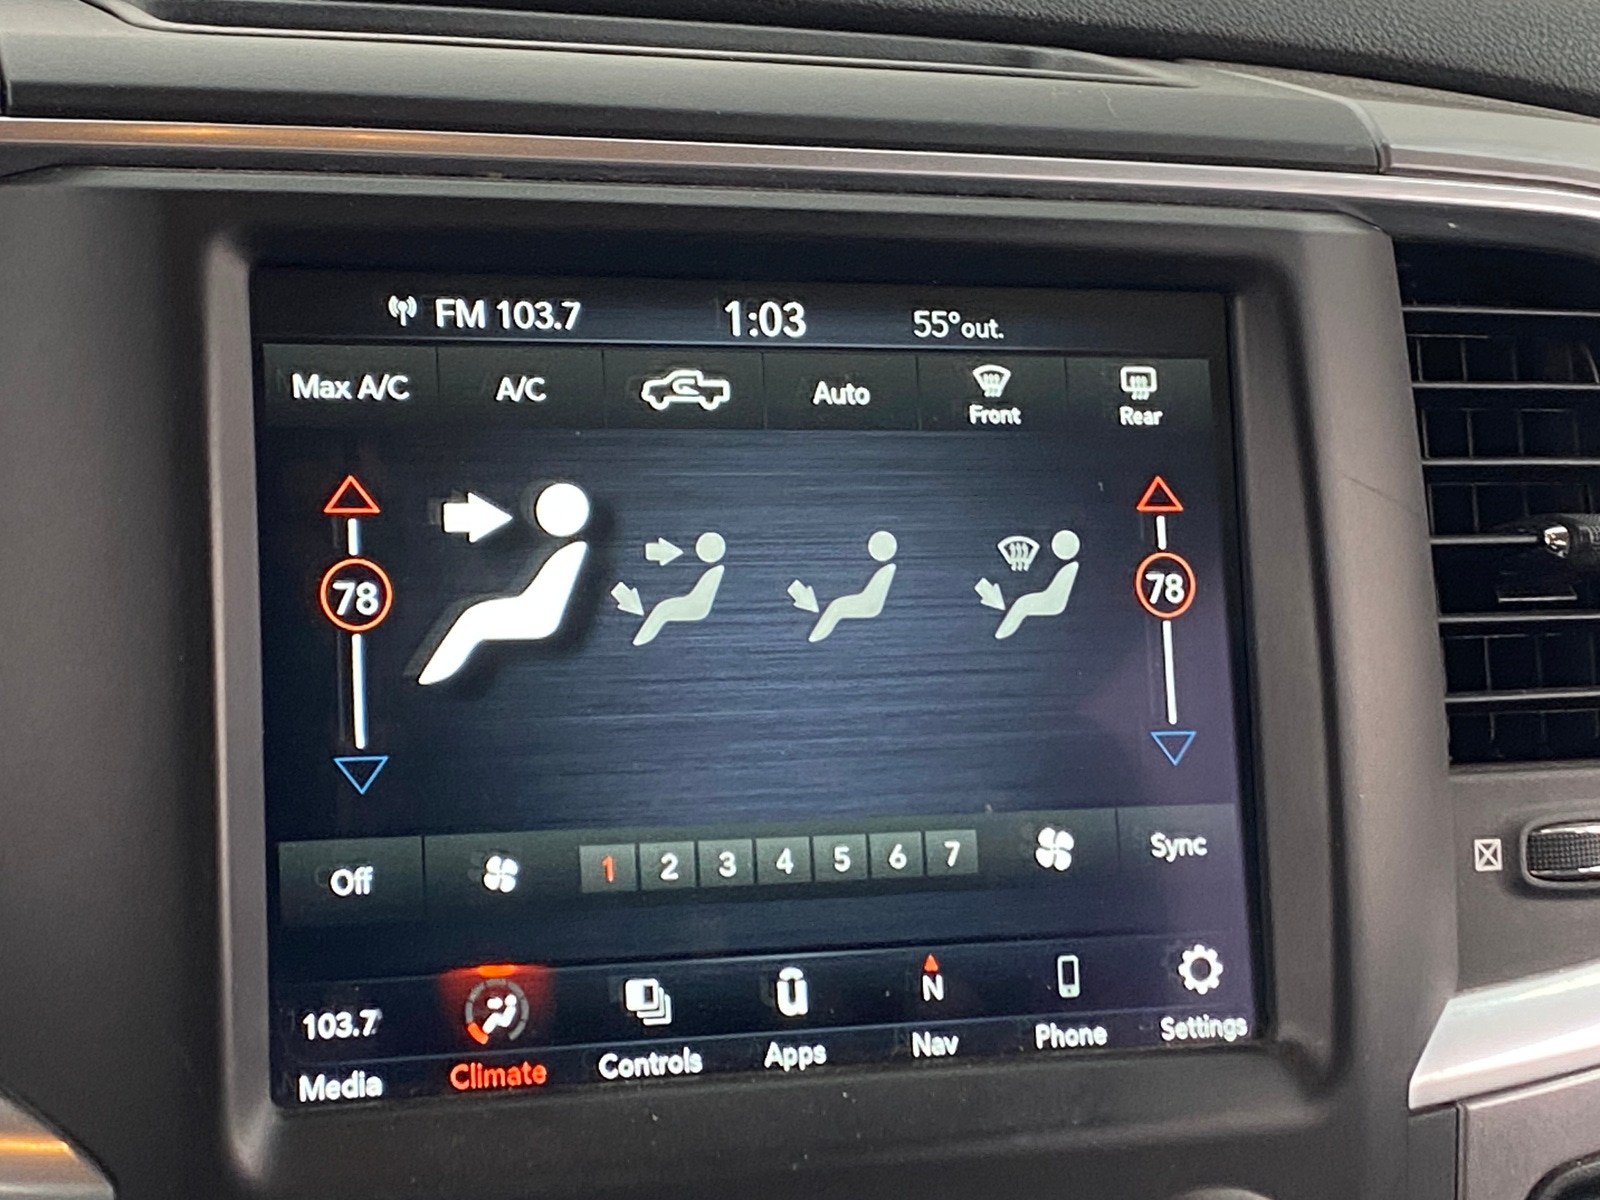 FM 103.7 1:03 55° out.
Max A/C A/C Auto Front Rear
78 78
Off 1 2 3 4 5 6 7 Sync
103.7 N
Media Climate Controls Apps Nav Phone Settings